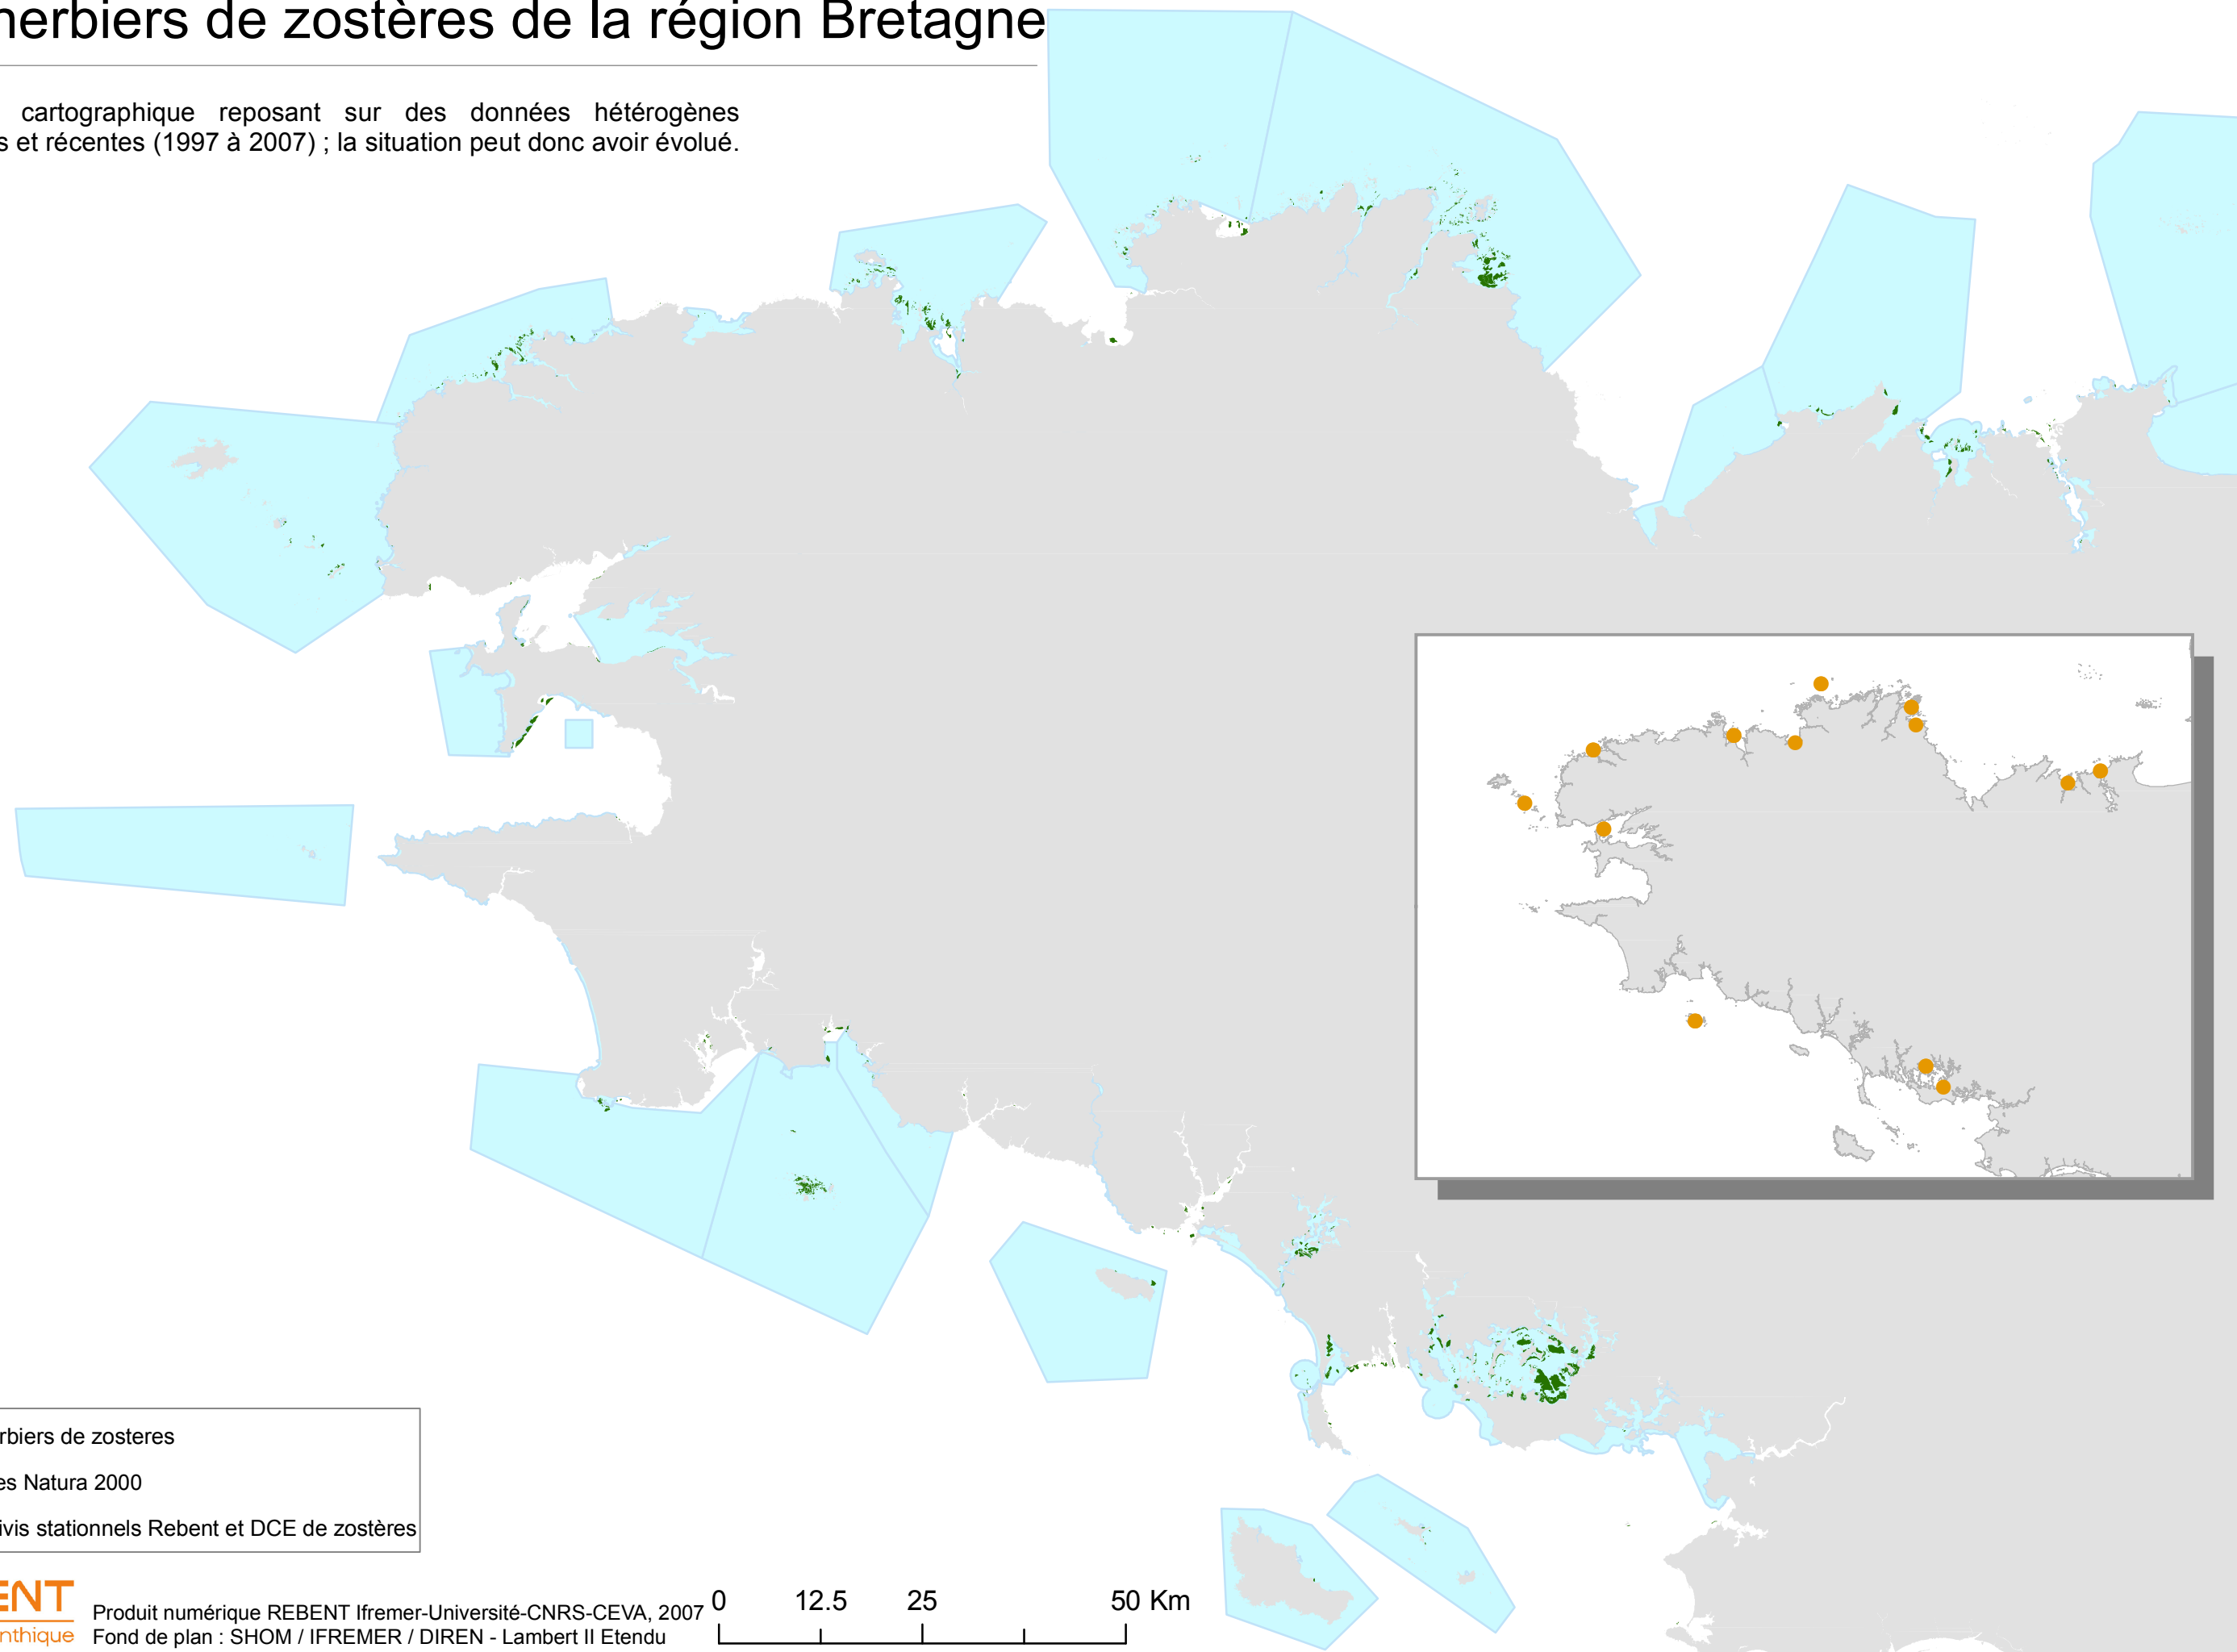 herbiers de zostères de la région Bretagne
cartographique reposant sur des données hétérogènes
s et récentes (1997 à 2007) ; la situation peut donc avoir évolué.
rbiers de zosteres
es Natura 2000
ivis stationnels Rebent et DCE de zostères
ENT
nthique
Produit numérique REBENT Ifremer-Université-CNRS-CEVA, 2007
Fond de plan : SHOM / IFREMER / DIREN - Lambert II Etendu
0 12.5 25 50 Km